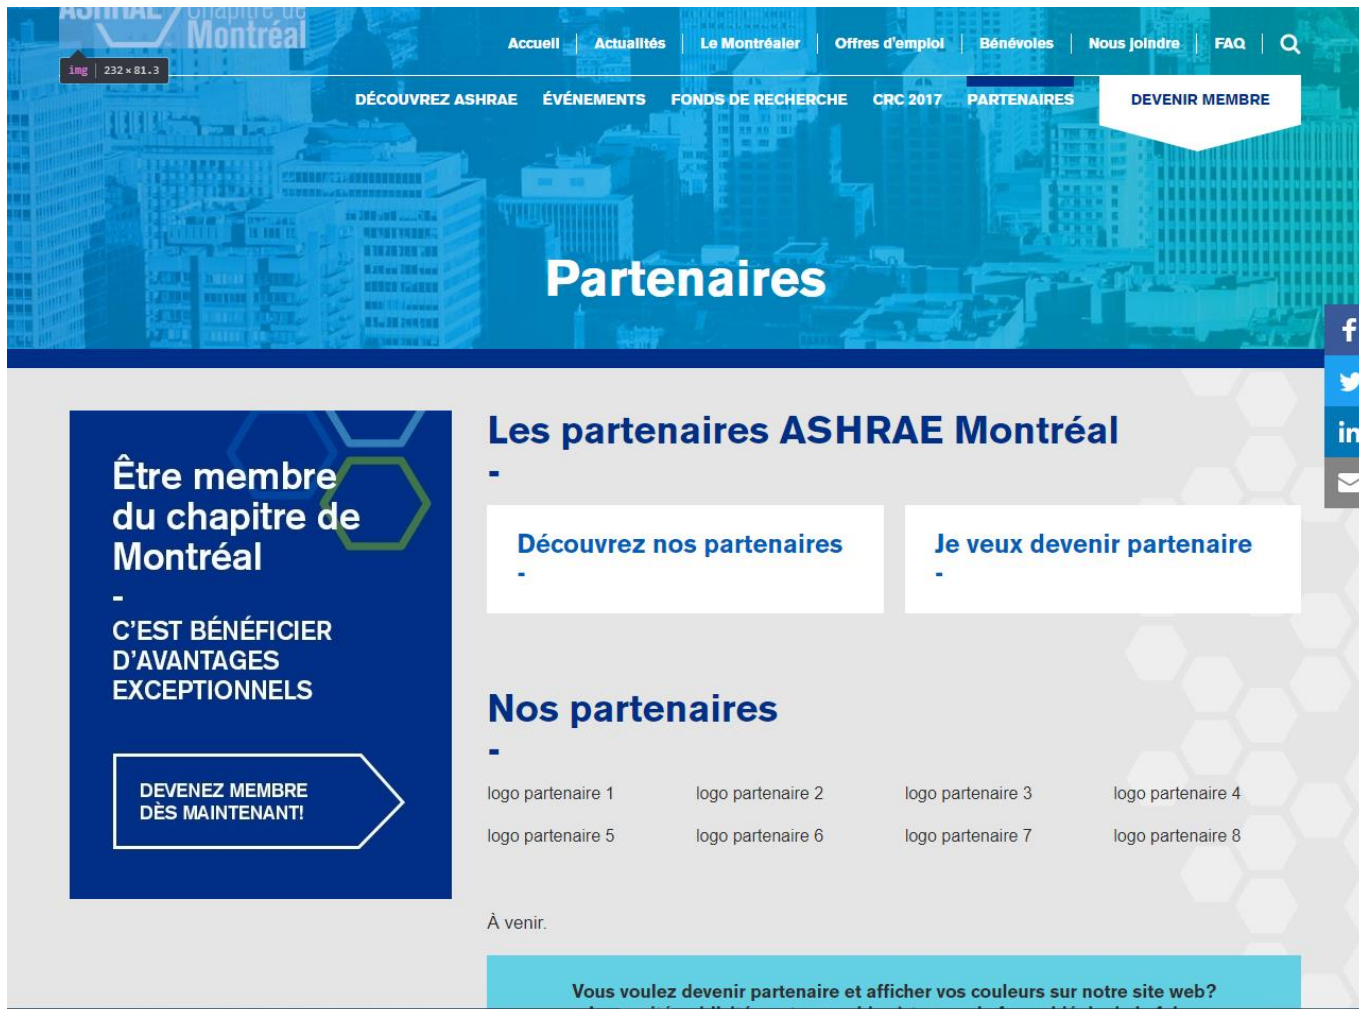 ASHRAE Chapitre de
Montréal
img | 232 × 81.3
Accueil | Actualités | Le Montréaler | Offres d'emploi | Bénévoles | Nous joindre | FAQ |
DÉCOUVREZ ASHRAE ÉVÉNEMENTS FONDS DE RECHERCHE CRC 2017 PARTENAIRES DEVENIR MEMBRE
Partenaires
f
in
Être membre
du chapitre de
Montréal
-
C'EST BÉNÉFICIER
D'AVANTAGES
EXCEPTIONNELS
DEVENEZ MEMBRE
DÈS MAINTENANT!
Les partenaires ASHRAE Montréal
-
Découvrez nos partenaires
-
Je veux devenir partenaire
-
Nos partenaires
-
logo partenaire 1 logo partenaire 2 logo partenaire 3 logo partenaire 4
logo partenaire 5 logo partenaire 6 logo partenaire 7 logo partenaire 8
À venir.
Vous voulez devenir partenaire et afficher vos couleurs sur notre site web?